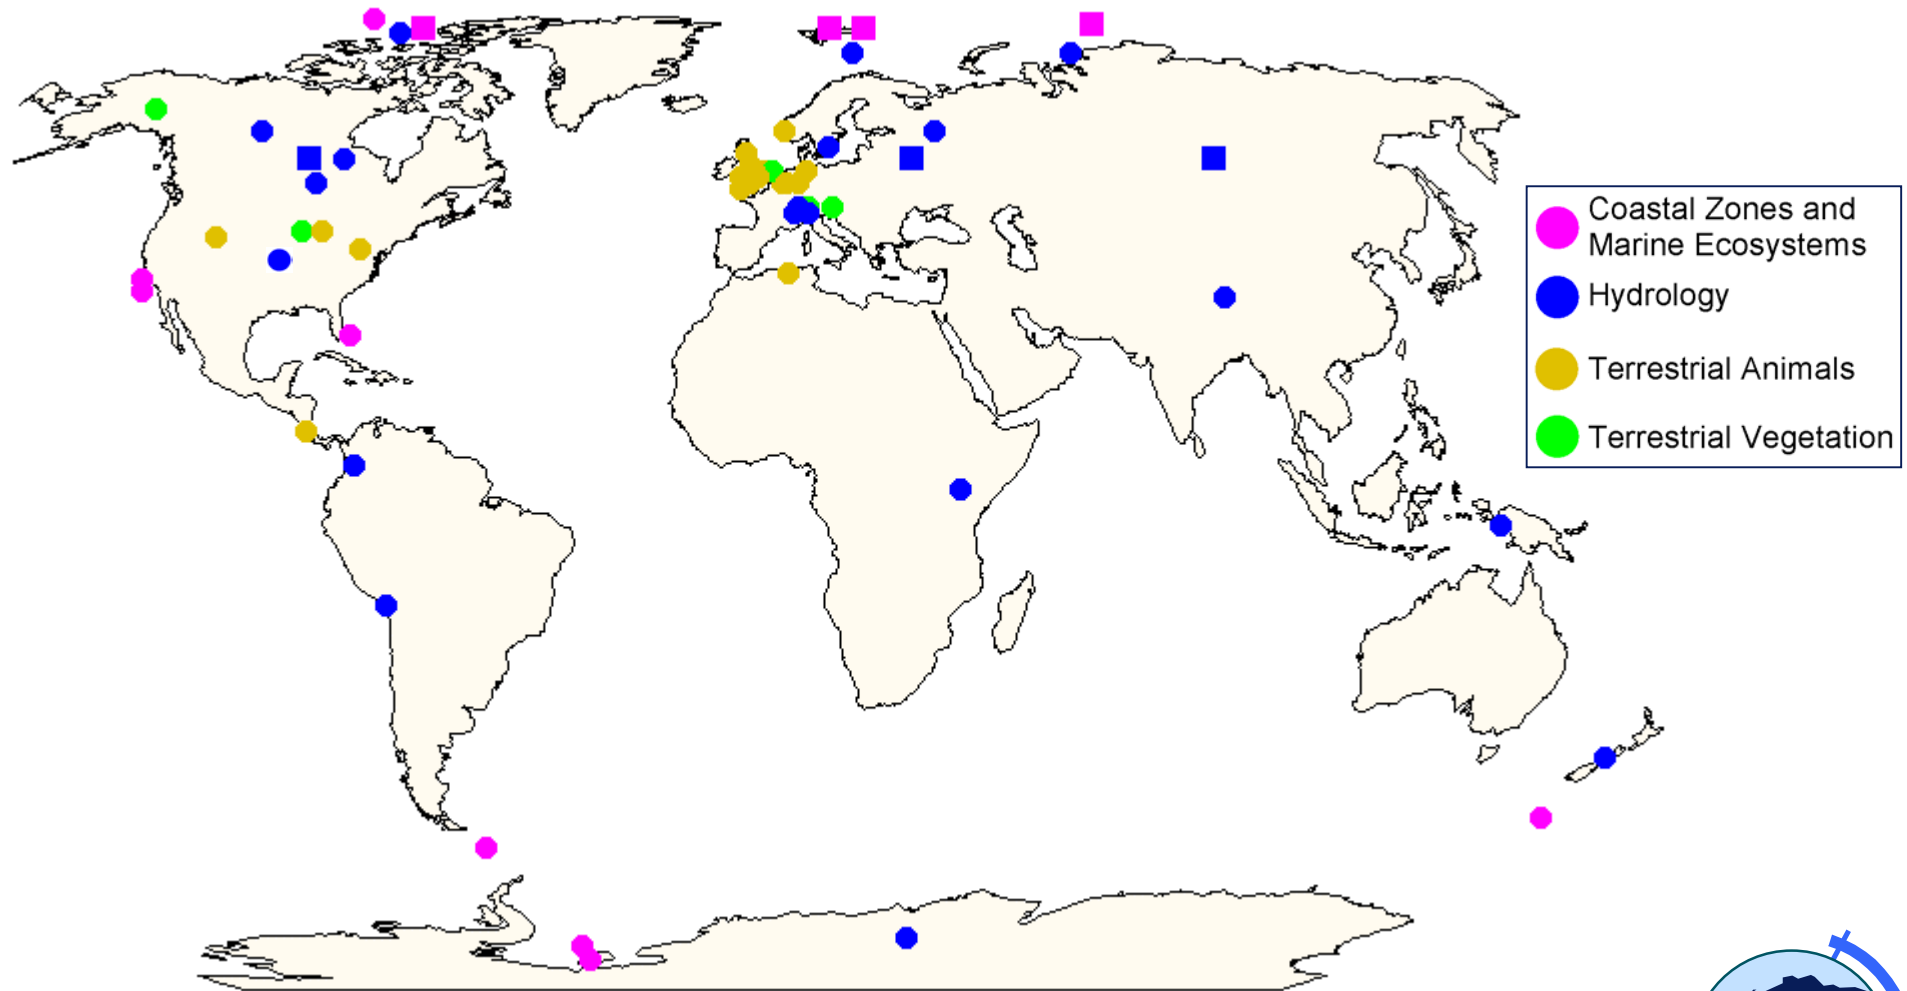 Coastal Zones and
Marine Ecosystems
Hydrology
Terrestrial Animals
Terrestrial Vegetation